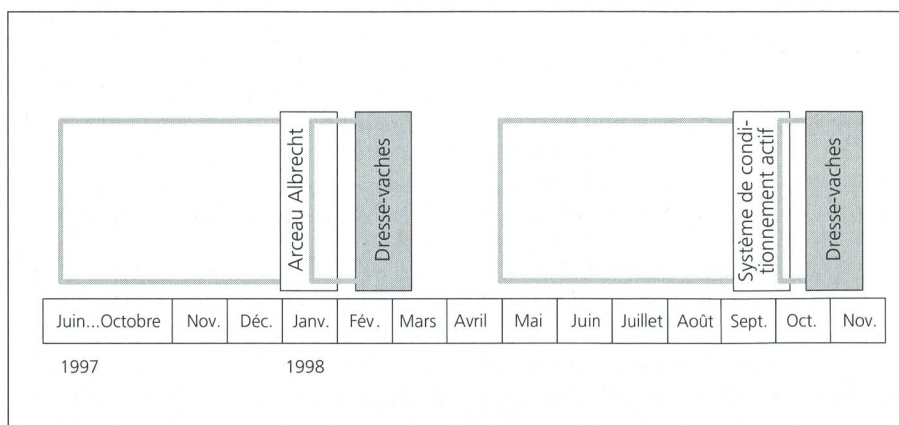 Arceau Albrecht
Dresse-vaches
Système de condi-
tionnement actif
Dresse-vaches
Juin...Octobre Nov. Déc. Janv. Fév. Mars Avril Mai Juin Juillet Août Sept. Oct. Nov.
1997 1998